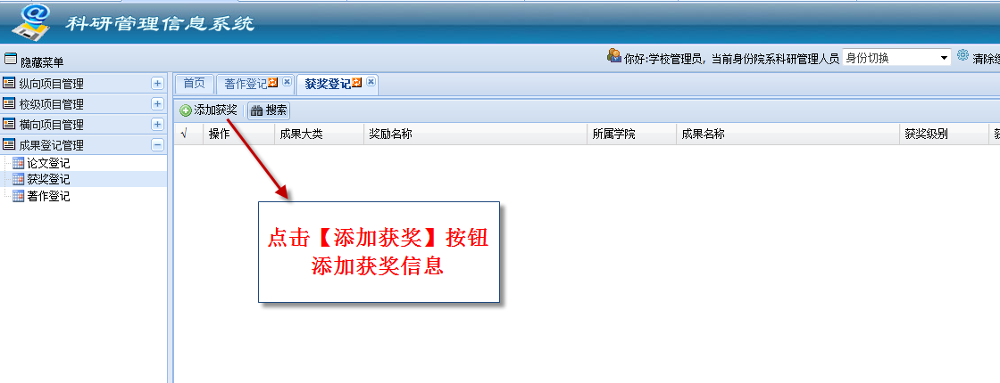 科研管理信息系统
隐藏菜单
你好:学校管理员，当前身份院系科研管理人员 身份切换 清除
纵向项目管理
校级项目管理
横向项目管理
成果登记管理
论文登记
获奖登记
著作登记
首页 著作登记 获奖登记
添加获奖 搜索
√ 操作 成果大类 奖励名称 所属学院 成果名称 获奖级别
点击【添加获奖】按钮
添加获奖信息